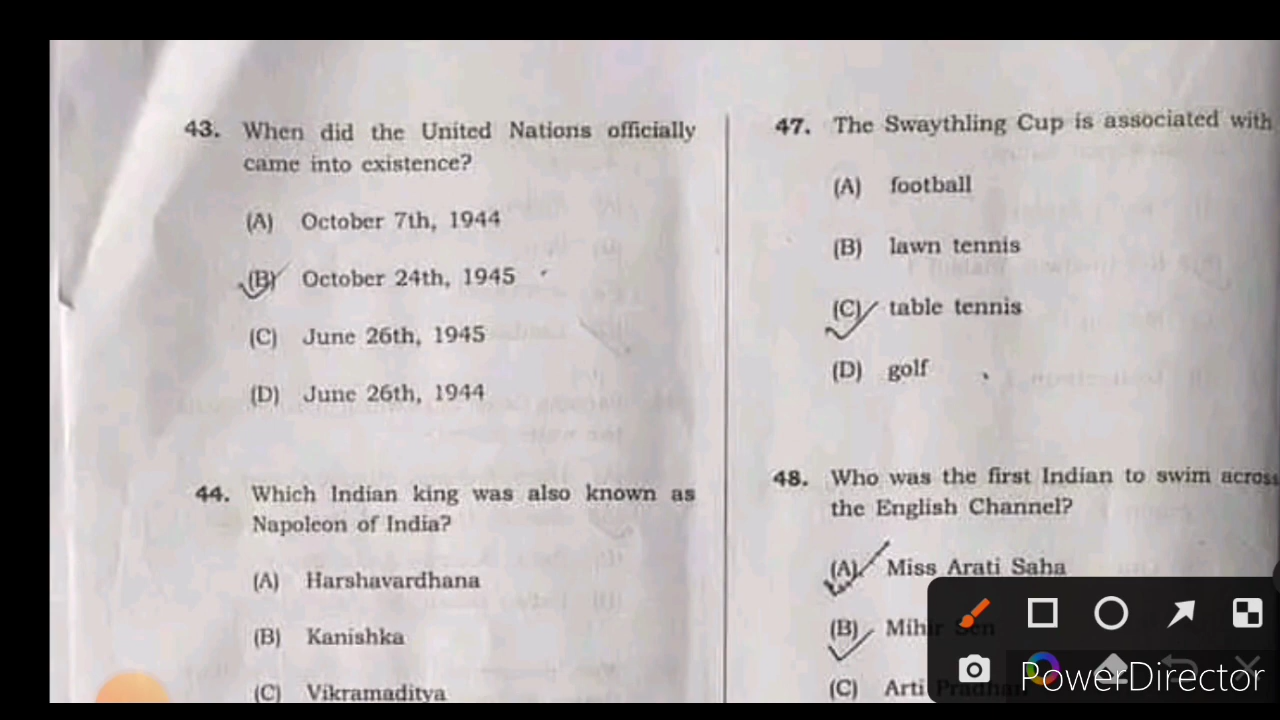 43. When did the United Nations officially
came into existence?
(A) October 7th, 1944
(B) October 24th, 1945
(C) June 26th, 1945
(D) June 26th, 1944
44. Which Indian king was also known as
Napoleon of India?
(A) Harshavardhana
(B) Kanishka
(C) Vikramaditya
47. The Swaythling Cup is associated with
(A) football
(B) lawn tennis
(C) table tennis
(D) golf
48. Who was the first Indian to swim across
the English Channel?
(A) Miss Arati Saha
(B) Mihir Sen
(C) Arti Pradhan
PowerDirector